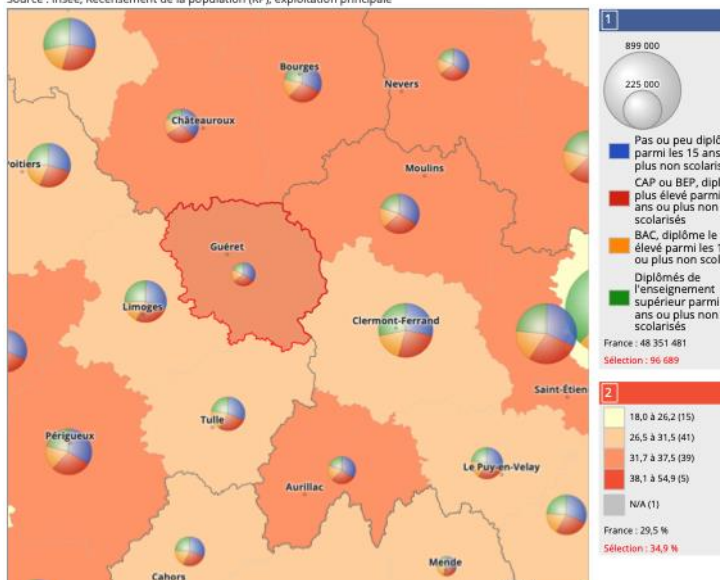 Source : Insee, Recensement de la population (RP), exploitation principale
1
899 000
225 000
Pas ou peu diplô
parmi les 15 ans
plus non scolaris
CAP ou BEP, dipl
plus élevé parmi
ans ou plus non
scolarisés
BAC, diplôme le
élevé parmi les 1
ou plus non scol
Diplômés de
l'enseignement
supérieur parmi
ans ou plus non
scolarisés
France : 48 351 481
Sélection : 96 689
2
18,0 à 26,2 (15)
26,5 à 31,5 (41)
31,7 à 37,5 (39)
38,1 à 54,9 (5)
N/A (1)
France : 29,5 %
Sélection : 34,9 %
Bourges
Nevers
Châteauroux
Poitiers
Moulins
Guéret
Limoges
Clermont-Ferrand
Saint-Étien
Tulle
Périgueux
Le Puy-en-Velay
Aurillac
Mende
Cahors